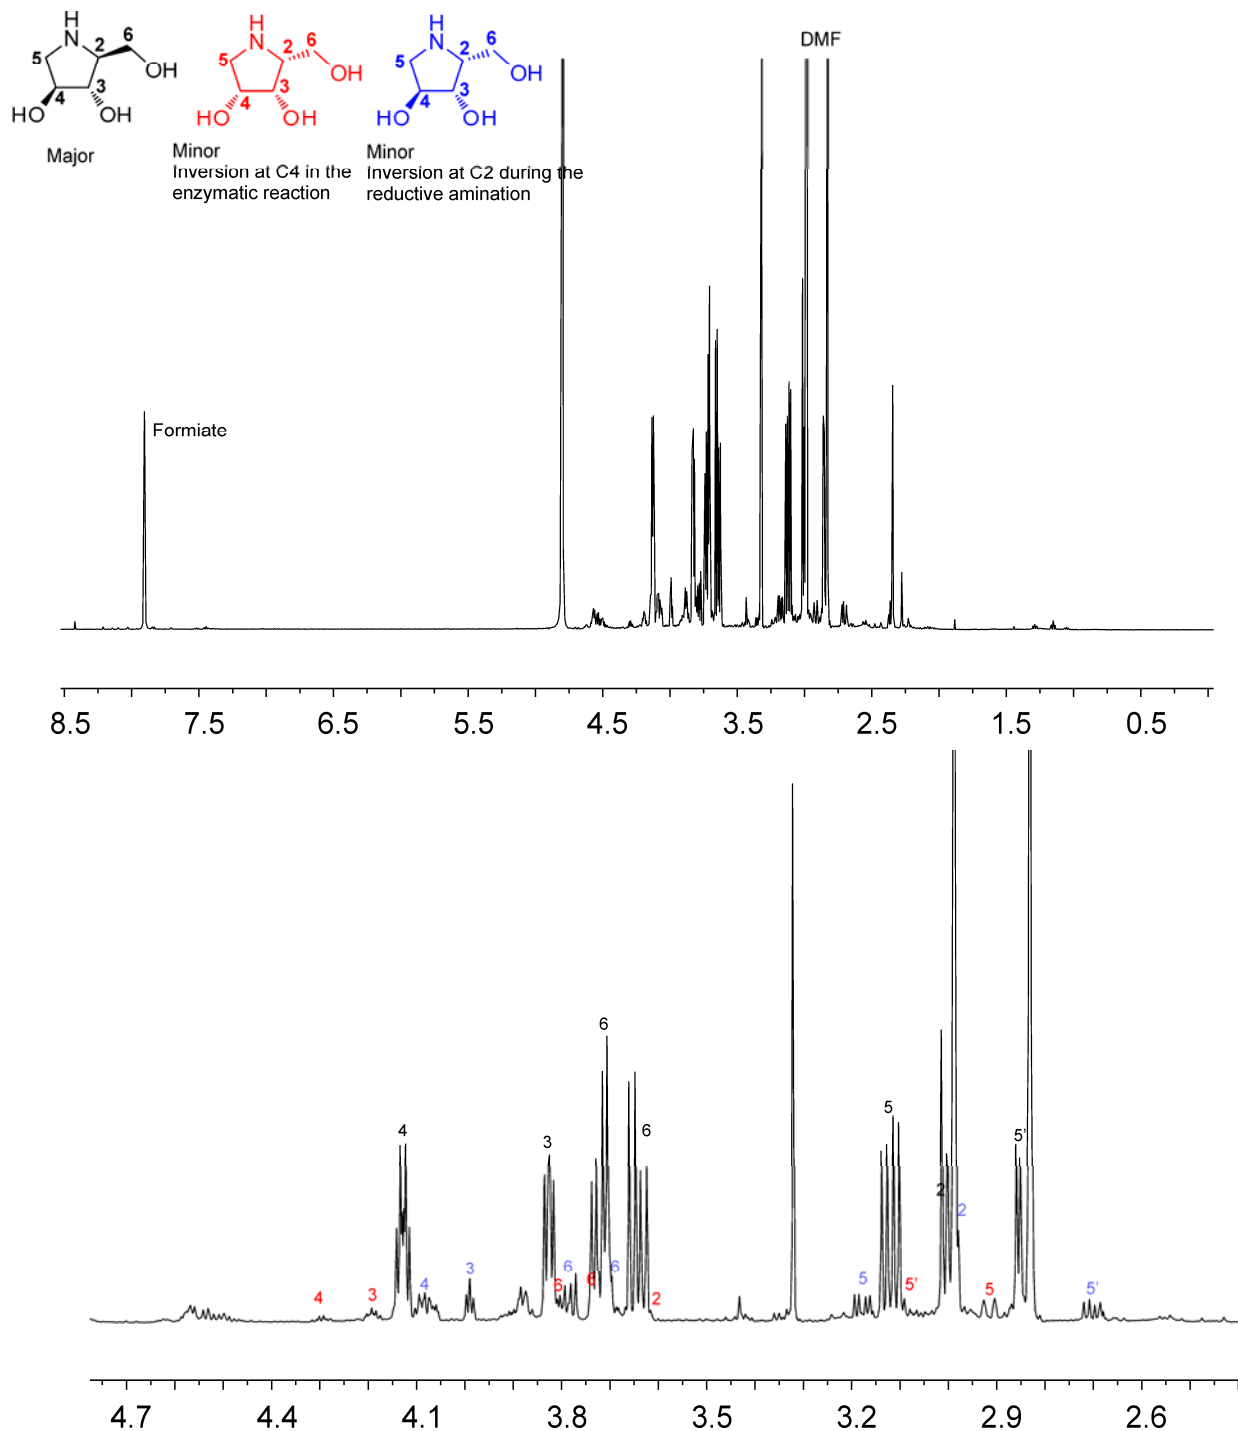 H
N
5
2
6
OH
3
4
HO
OH
Major
H
N
5
2
6
OH
3
4
HO
OH
Minor
Inversion at C4 in the
enzymatic reaction
H
N
5
2
6
OH
3
4
HO
OH
Minor
Inversion at C2 during the
reductive amination
DMF
Formiate
8.5 7.5 6.5 5.5 4.5 3.5 2.5 1.5 0.5
6
4 3 6 5 5'
2
4 3 3 4 6 6 6 6 2 5 5' 2 5 5'
4.7 4.4 4.1 3.8 3.5 3.2 2.9 2.6